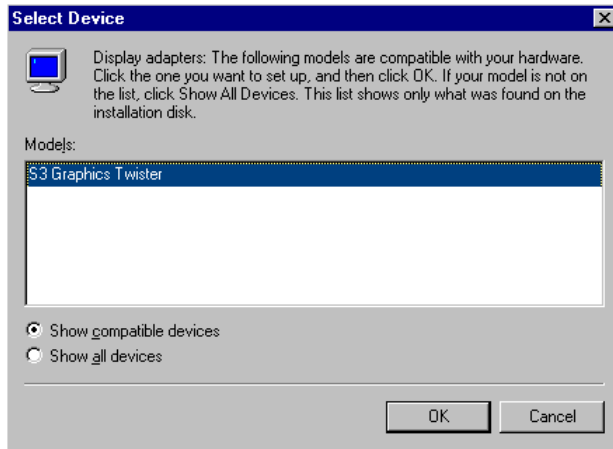 Select Device
Display adapters: The following models are compatible with your hardware.
Click the one you want to set up, and then click OK. If your model is not on
the list, click Show All Devices. This list shows only what was found on the
installation disk.
Models:
S3 Graphics Twister
Show compatible devices
Show all devices
OK Cancel